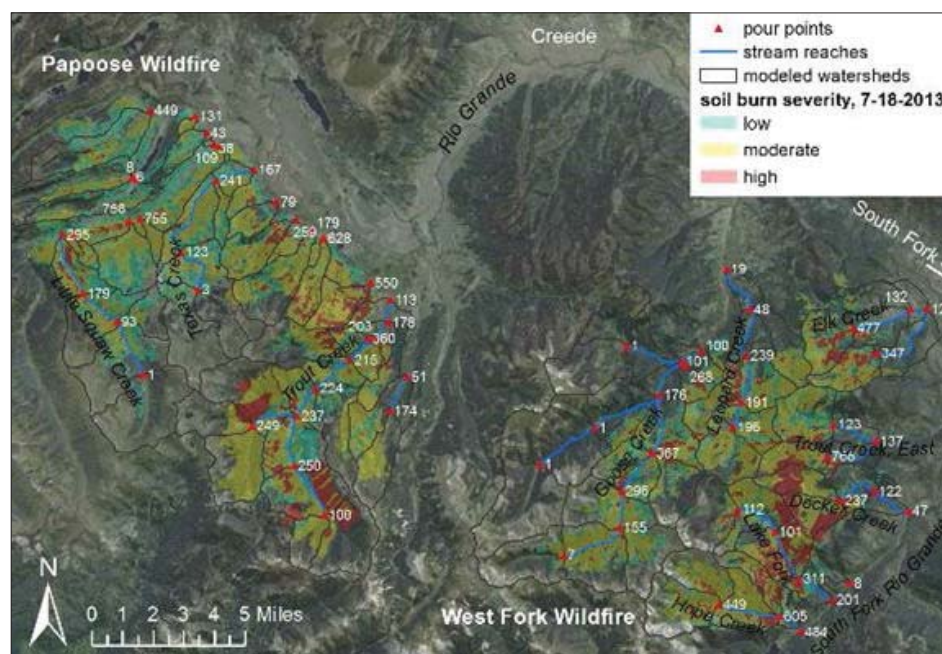 Papoose Wildfire
Creede
Rio Grande
pour points
stream reaches
modeled watersheds
soil burn severity, 7-18-2013
low
moderate
high
South Fork
449
131
43
38
109
167
8
6
241
79
766
755
179
259
628
295
123
Texas Creek
3
179
Little Squaw Creek
93
1
550
113
203
178
360
Trout Creek
215
51
224
174
249
237
250
100
19
48
132
Elk Creek
477
347
1
100
101
268
239
Leopard Creek
176
191
196
1
1
Goose Creek
367
296
155
7
123
137
Trout Creek, East
766
122
237
47
Decker Creek
112
101
Lake Fork
311
8
201
449
Hope Creek
605
484
South Fork Rio Grande
West Fork Wildfire
N
0 1 2 3 4 5 Miles